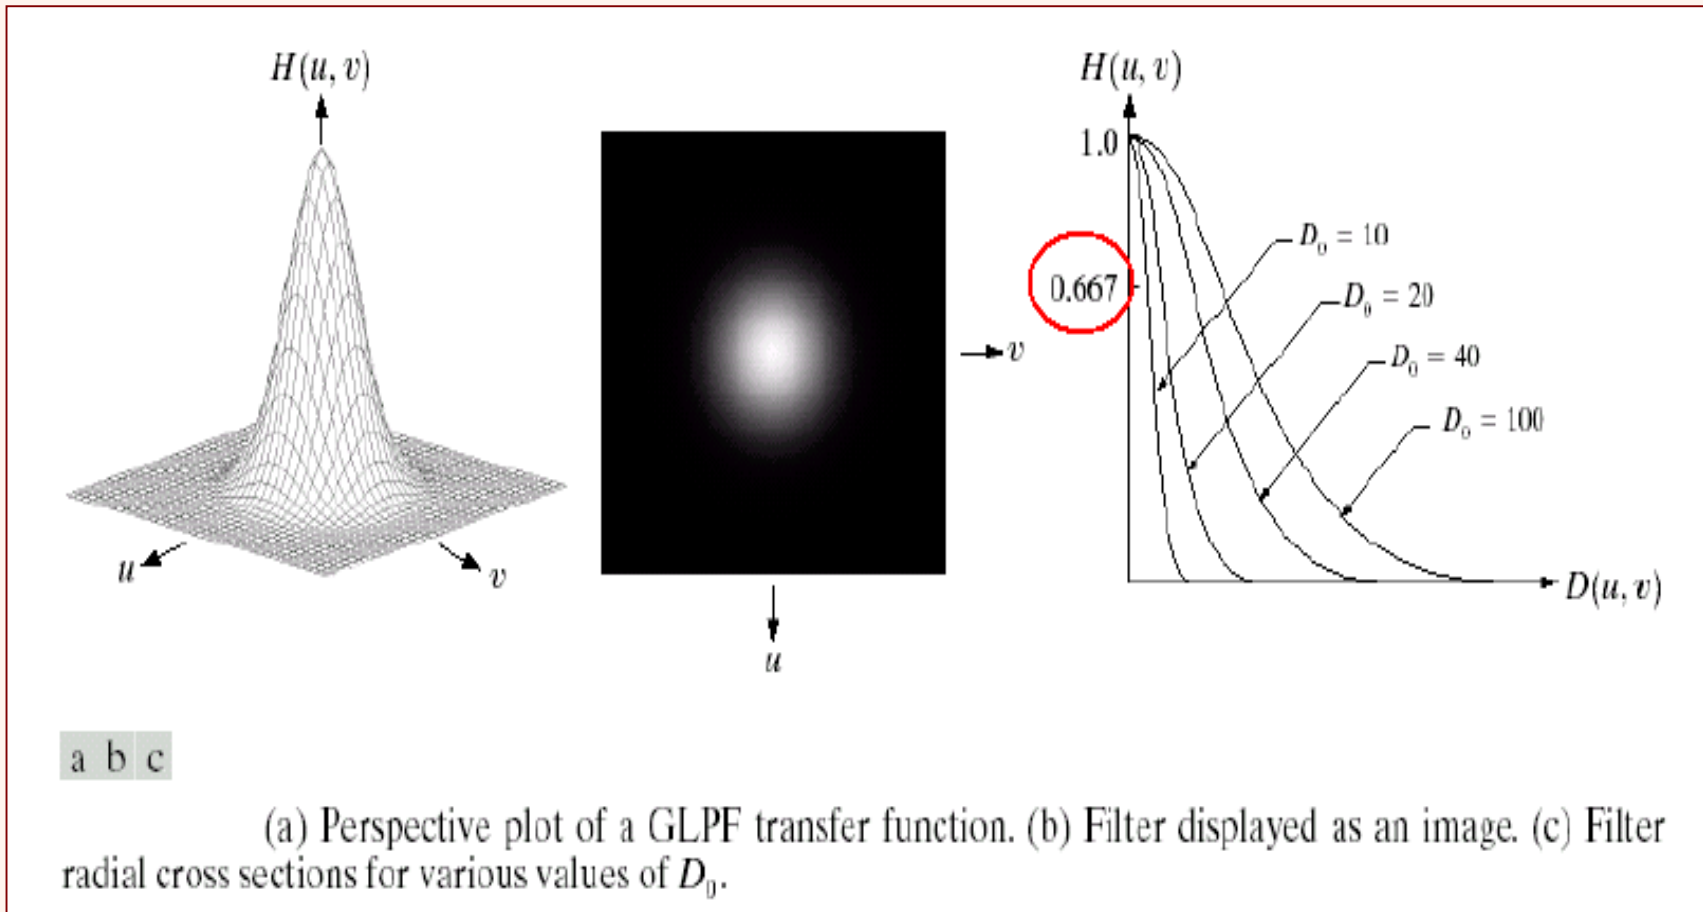 H(u, v)
u
v
v
u
H(u, v)
1.0
0.667
D₀ = 10
D₀ = 20
D₀ = 40
D₀ = 100
D(u, v)
a b c
(a) Perspective plot of a GLPF transfer function. (b) Filter displayed as an image. (c) Filter
radial cross sections for various values of D₀.